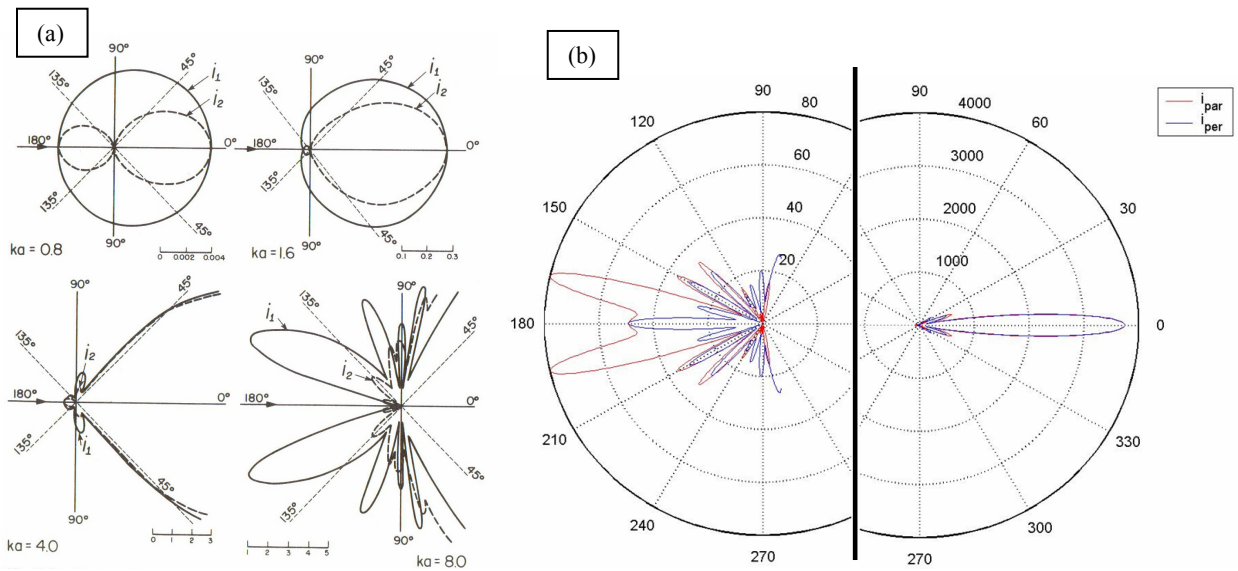 (a)
90°
135°
45°
i₁
i₂
180°
0°
135°
45°
90°
ka = 0.8
0 0.002 0.004
90°
135°
45°
i₁
i₂
180°
0°
135°
45°
90°
ka = 1.6
0.1 0.2 0.3
90°
45°
135°
i₂
180°
0°
135°
i₁
45°
90°
ka = 4.0
0 1 2 3
90°
135°
45°
i₁
i₂
180°
0°
135°
45°
90°
1 2 3 4 5
ka = 8.0
(b)
90
80
120
60
150
40
20
180
210
240
270
90
4000
60
3000
2000
30
1000
0
330
300
270
i par
i per